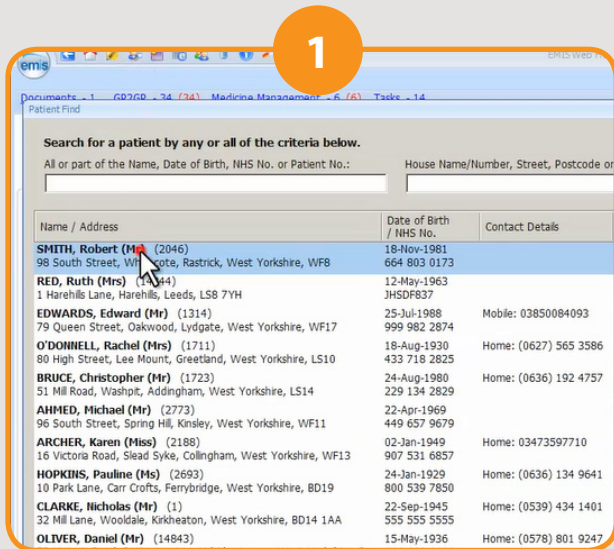 1
emis
EMIS Web H
Documents - 1 GP2GP - 34 (34) Medicine Management - 6 (6) Tasks - 14
Patient Find
Search for a patient by any or all of the criteria below.
All or part of the Name, Date of Birth, NHS No. or Patient No.: House Name/Number, Street, Postcode or
Name / Address Date of Birth / NHS No. Contact Details
SMITH, Robert (Mr) (2046) 18-Nov-1981
98 South Street, Rastrick, West Yorkshire, WF8 664 803 0173
RED, Ruth (Mrs) 12-May-1963
1 Harehills Lane, Harehills, Leeds, LS8 7YH JHSDF837
EDWARDS, Edward (Mr) (1314) 25-Jul-1988 Mobile: 03850084093
79 Queen Street, Oakwood, Lydgate, West Yorkshire, WF17 999 982 2874
O'DONNELL, Rachel (Mrs) (1711) 18-Aug-1930 Home: (0627) 565 3586
80 High Street, Lee Mount, Greetland, West Yorkshire, LS10 433 718 2825
BRUCE, Christopher (Mr) (1723) 24-Aug-1980 Home: (0636) 192 4757
51 Mill Road, Washpit, Addingham, West Yorkshire, LS14 229 134 2829
AHMED, Michael (Mr) (2773) 22-Apr-1969
96 South Street, Spring Hill, Kinsley, West Yorkshire, WF11 449 657 9679
ARCHER, Karen (Miss) (2188) 02-Jan-1949 Home: 03473597710
16 Victoria Road, Slead Syke, Collingham, West Yorkshire, WF13 907 531 6857
HOPKINS, Pauline (Ms) (2693) 24-Jan-1929 Home: (0636) 134 9641
10 Park Lane, Carr Crofts, Ferrybridge, West Yorkshire, BD19 800 539 7850
CLARKE, Nicholas (Mr) (1) 22-Sep-1945 Home: (0539) 434 1401
32 Mill Lane, Wooldale, Kirkheaton, West Yorkshire, BD14 1AA 555 555 5555
OLIVER, Daniel (Mr) (14843) 15-May-1936 Home: (0578) 801 9247